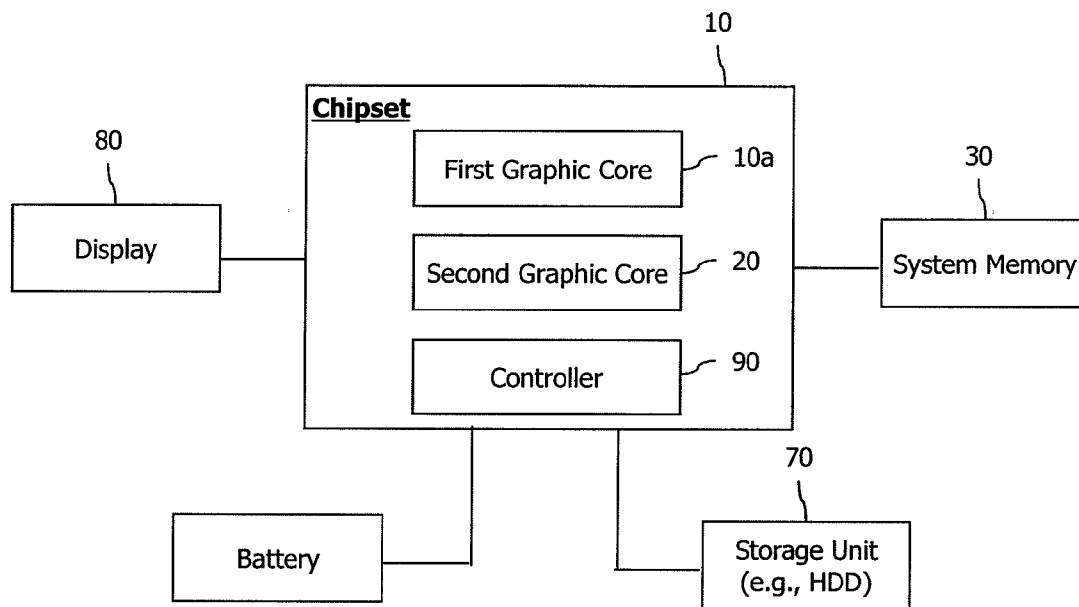 10
Chipset
80
First Graphic Core
10a
30
Display
Second Graphic Core
20
System Memory
Controller
90
70
Battery
Storage Unit
(e.g., HDD)